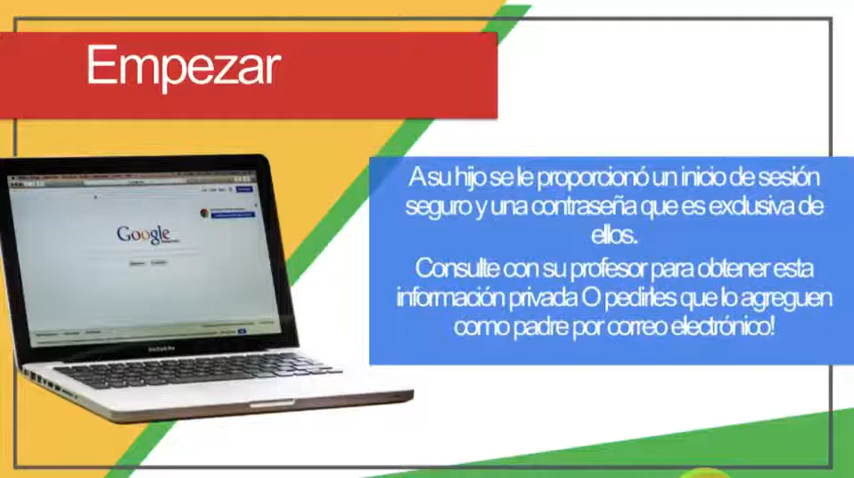 Empezar
A su hijo se le proporcionó un inicio de sesión
seguro y una contraseña que es exclusiva de
ellos.
Consulte con su profesor para obtener esta
información privada O pedirles que lo agreguen
como padre por correo electrónico!
Google